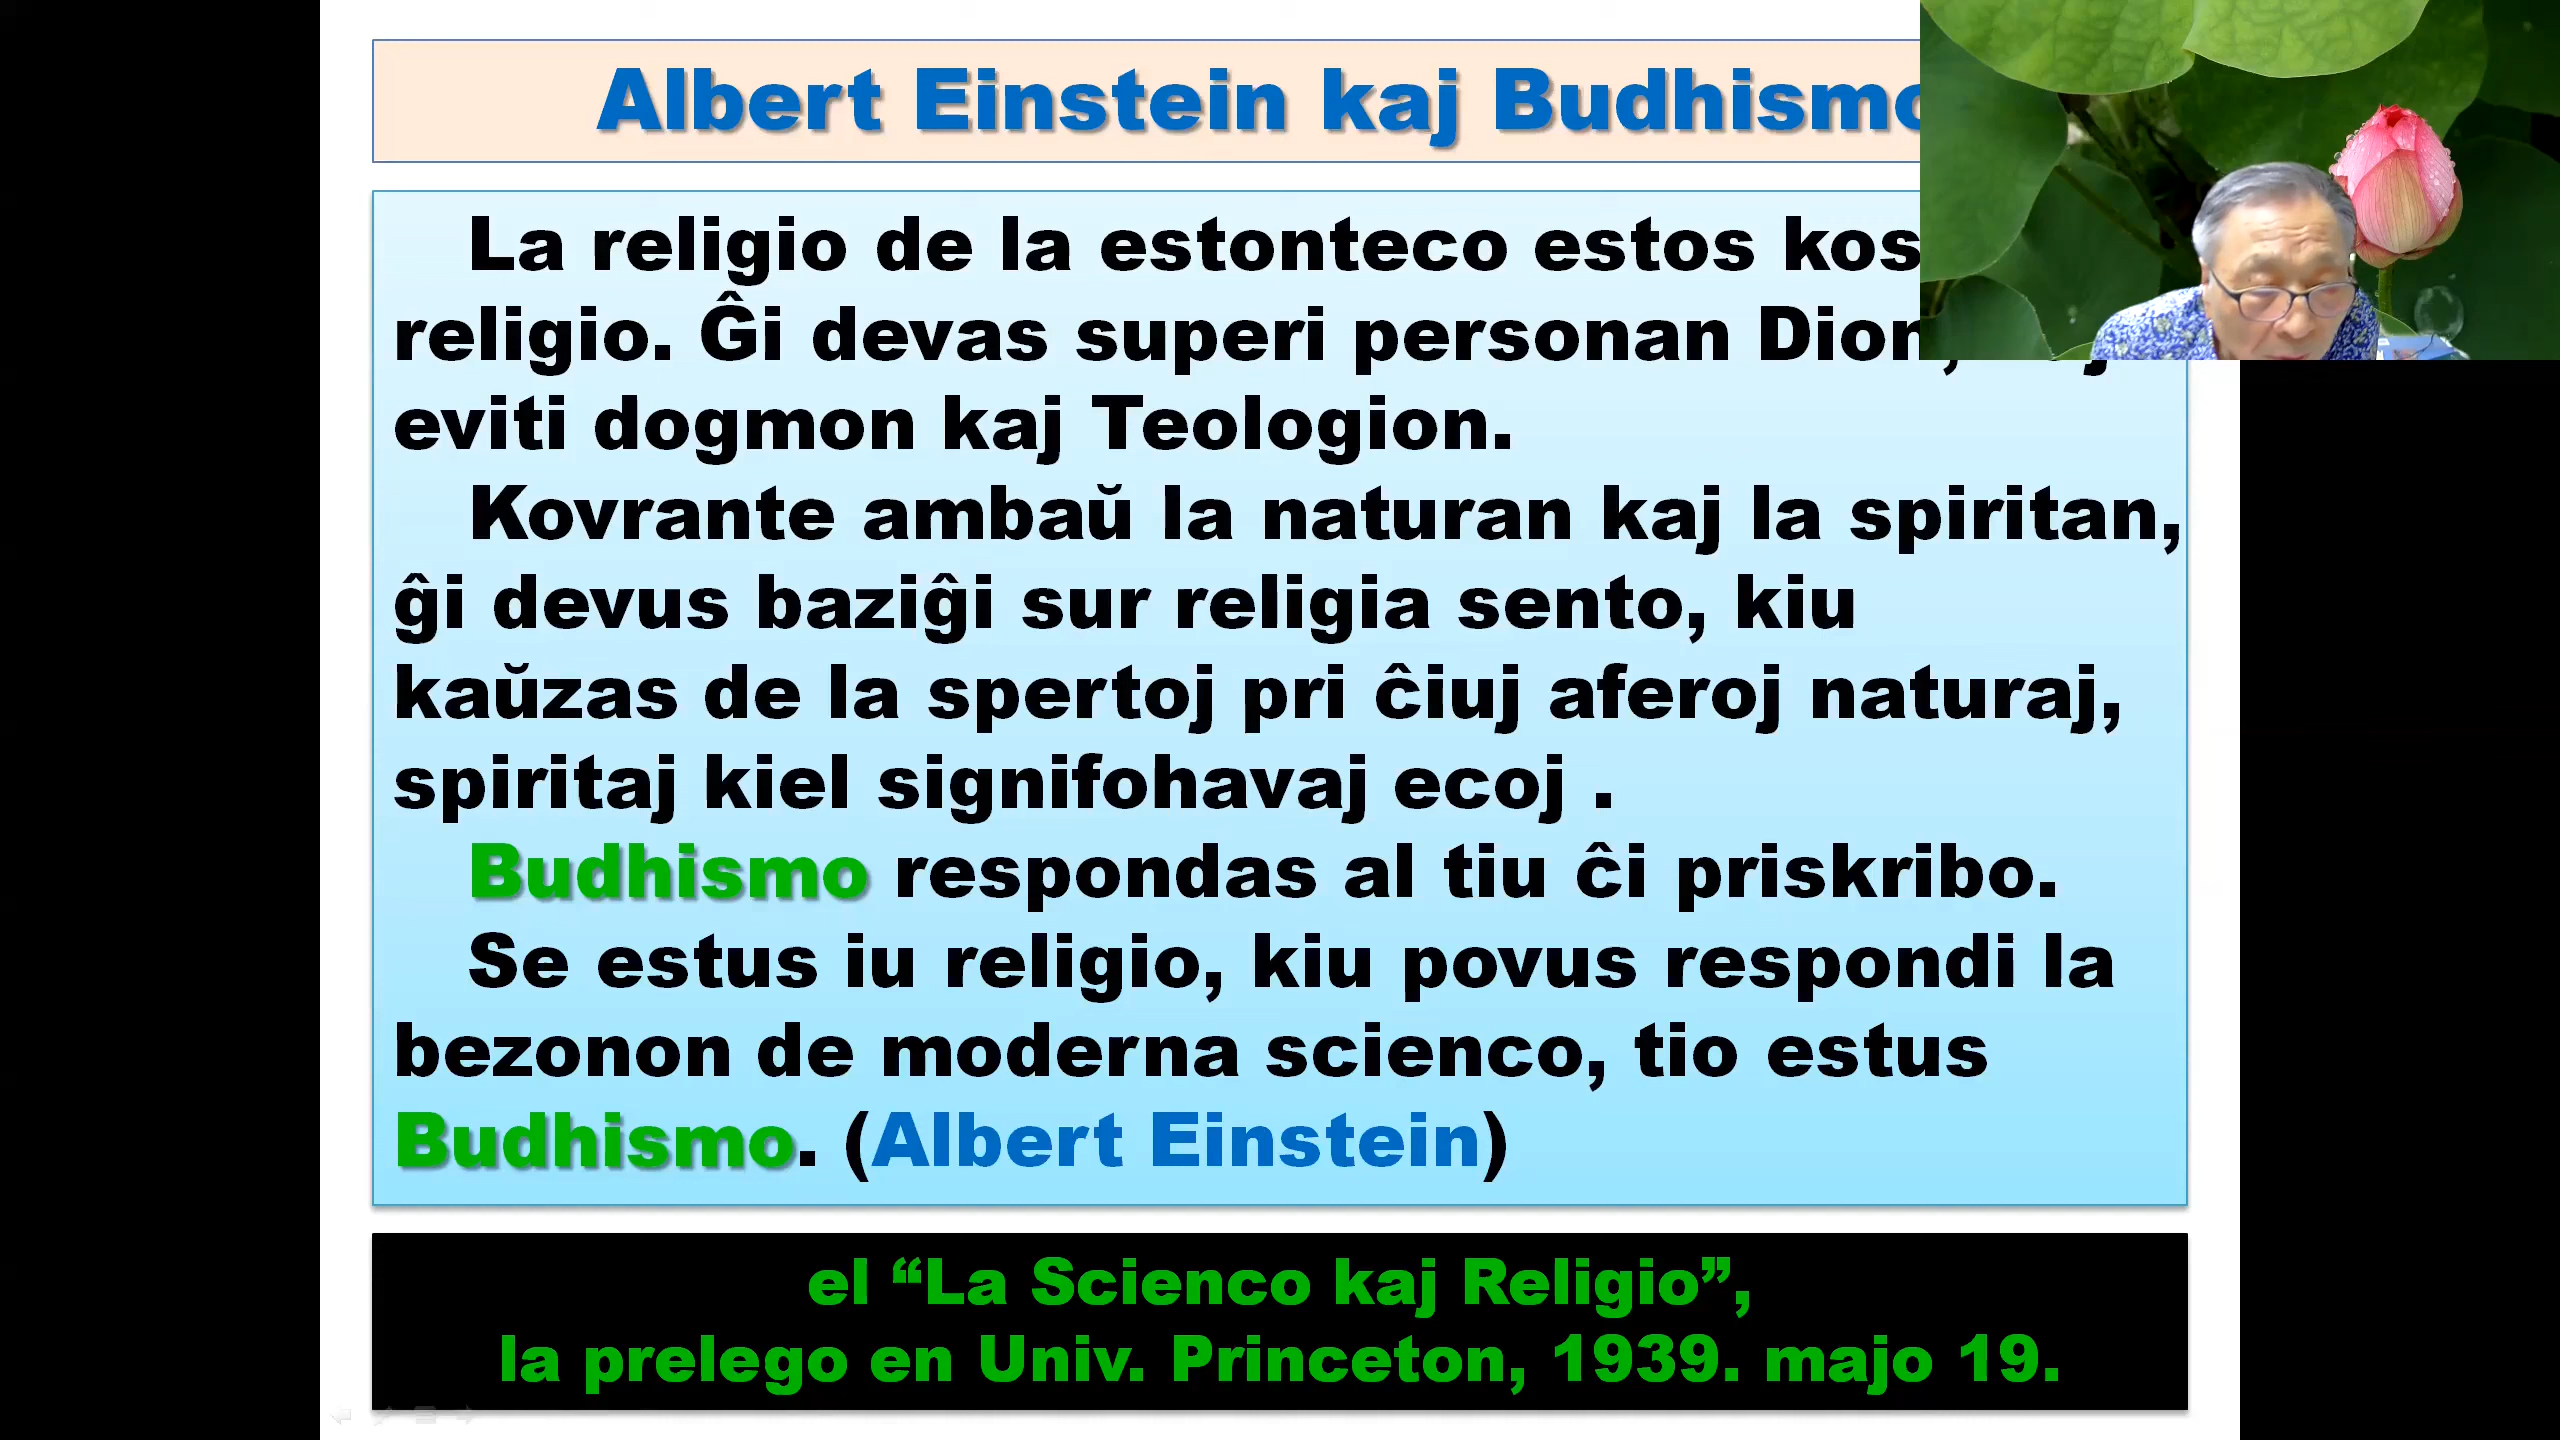 Albert Einstein kaj Budhismo
La religio de la estonteco estos
religio. Ĝi devas superi personan Dion,
eviti dogmon kaj Teologion.
Kovrante ambaŭ la naturan kaj la spiritan,
ĝi devus baziĝi sur religia sento, kiu
kaŭzas de la spertoj pri ĉiuj aferoj naturaj,
spiritaj kiel signifohavaj ecoj .
Budhismo respondas al tiu ĉi priskribo.
Se estus iu religio, kiu povus respondi la
bezonon de moderna scienco, tio estus
Budhismo. (Albert Einstein)
el “La Scienco kaj Religio”,
la prelego en Univ. Princeton, 1939. majo 19.